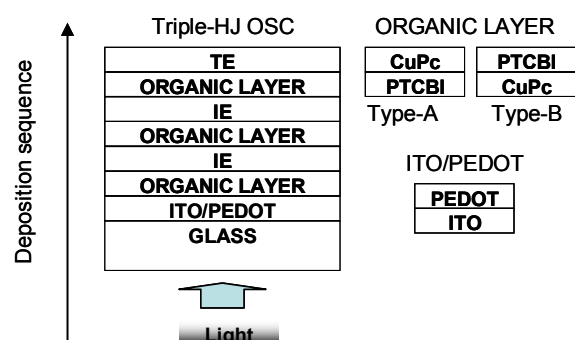 Triple-HJ OSC
TE
ORGANIC LAYER
IE
ORGANIC LAYER
IE
ORGANIC LAYER
ITO/PEDOT
GLASS
Light
Deposition sequence
ORGANIC LAYER
CuPc
PTCBI
Type-A
PTCBI
CuPc
Type-B
ITO/PEDOT
PEDOT
ITO